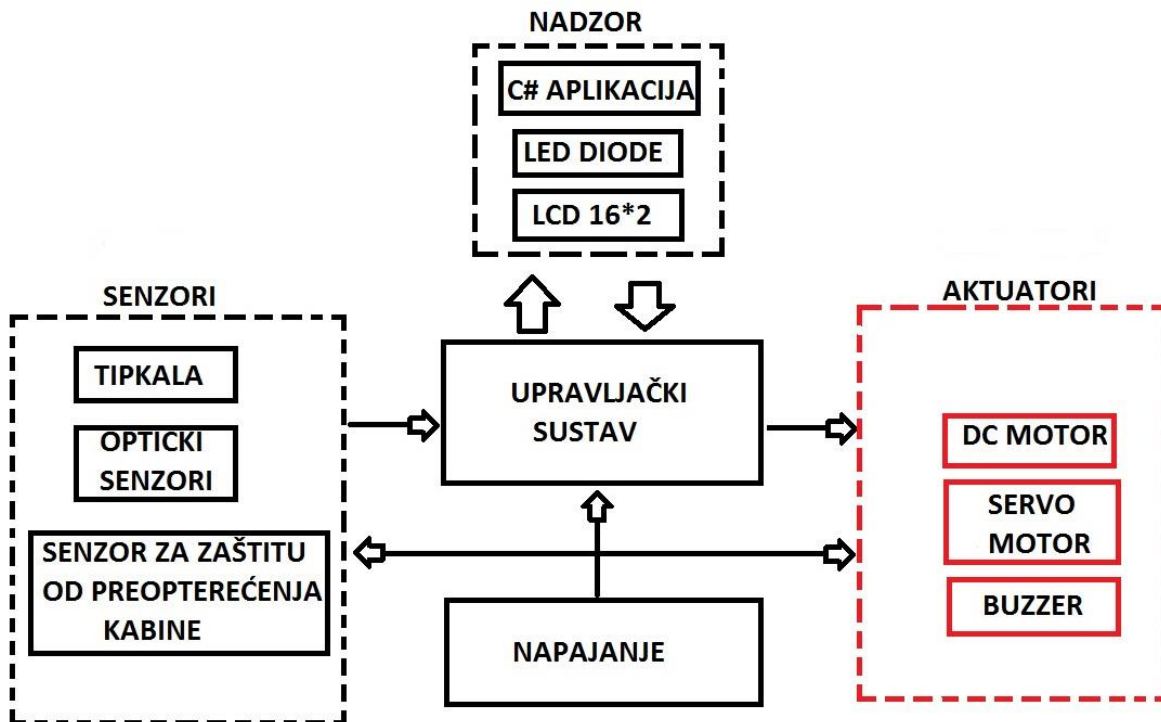 NADZOR
C# APLIKACIJA
LED DIODE
LCD 16*2
SENZORI
TIPKALA
OPTICKI
SENZORI
SENZOR ZA ZAŠTITU
OD PREOPTEREĆENJA
KABINE
UPRAVLJAČKI
SUSTAV
NAPAJANJE
AKTUATORI
DC MOTOR
SERVO
MOTOR
BUZZER